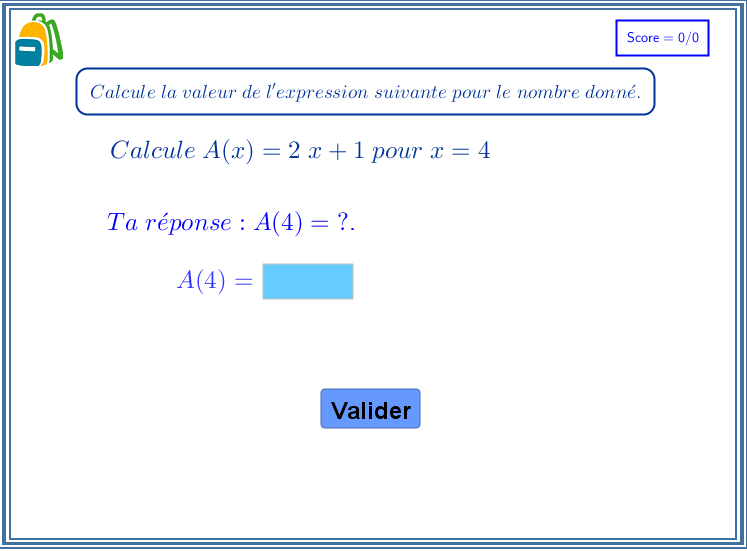 Score = 0/0
Calcule la valeur de l'expression suivante pour le nombre donné.
Calcule A(x) = 2 x + 1 pour x = 4
Ta réponse : A(4) = ?.
A(4) =
Valider